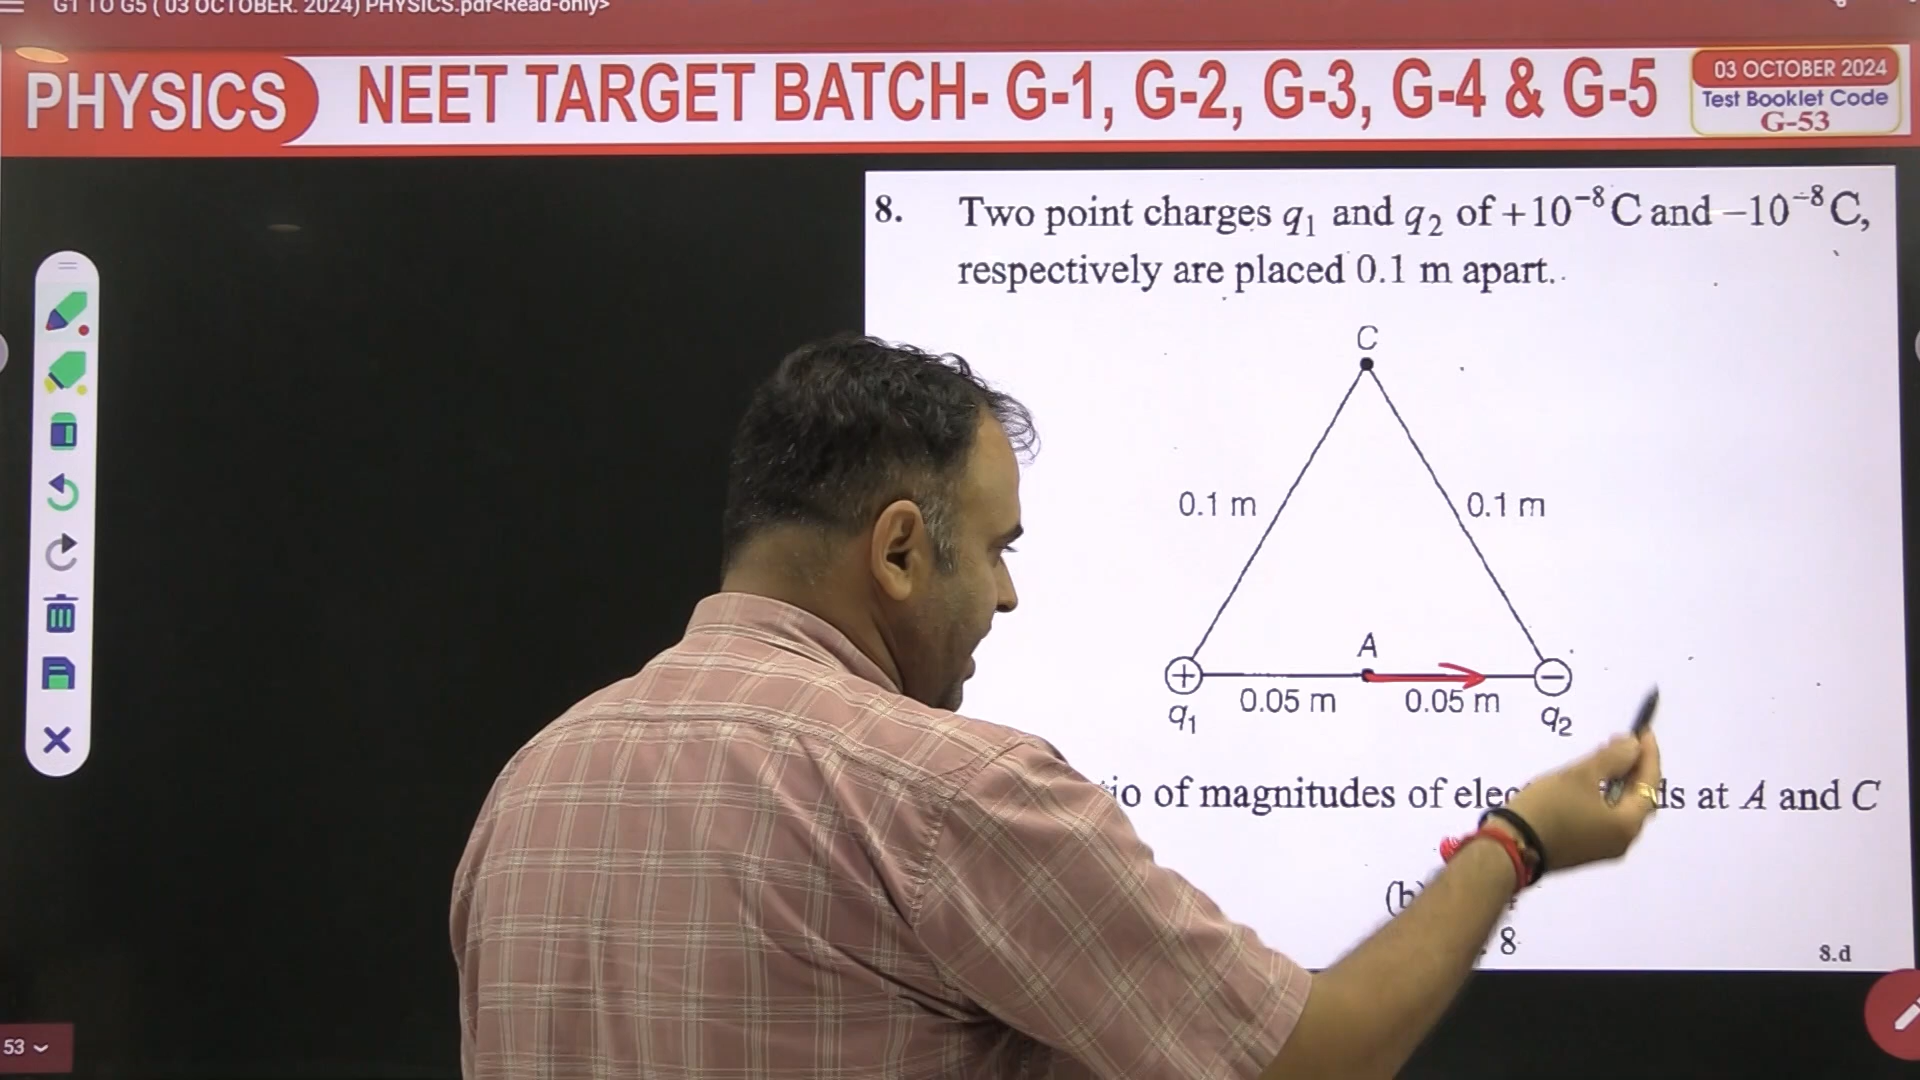 G1 TO G5 ( 03 OCTOBER. 2024) PHYSICS.pdf<Read-only>
PHYSICS
NEET TARGET BATCH- G-1, G-2, G-3, G-4 & G-5
03 OCTOBER 2024
Test Booklet Code
G-53
8. Two point charges q₁ and q₂ of +10⁻⁸ C and –10⁻⁸ C,
respectively are placed 0.1 m apart.
C
0.1 m 0.1 m
A
+ −
0.05 m 0.05 m
q₁ q₂
of magnitudes of at A and C
(b)
8
8.d
53